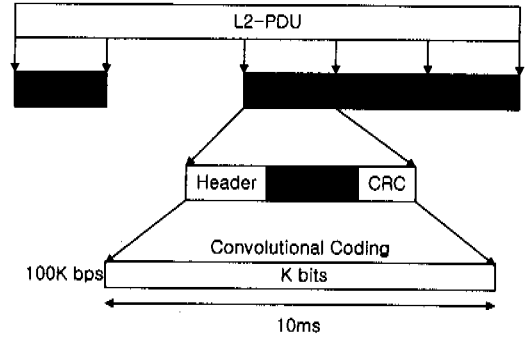 L2-PDU
Header CRC
Convolutional Coding
100K bps K bits
10ms